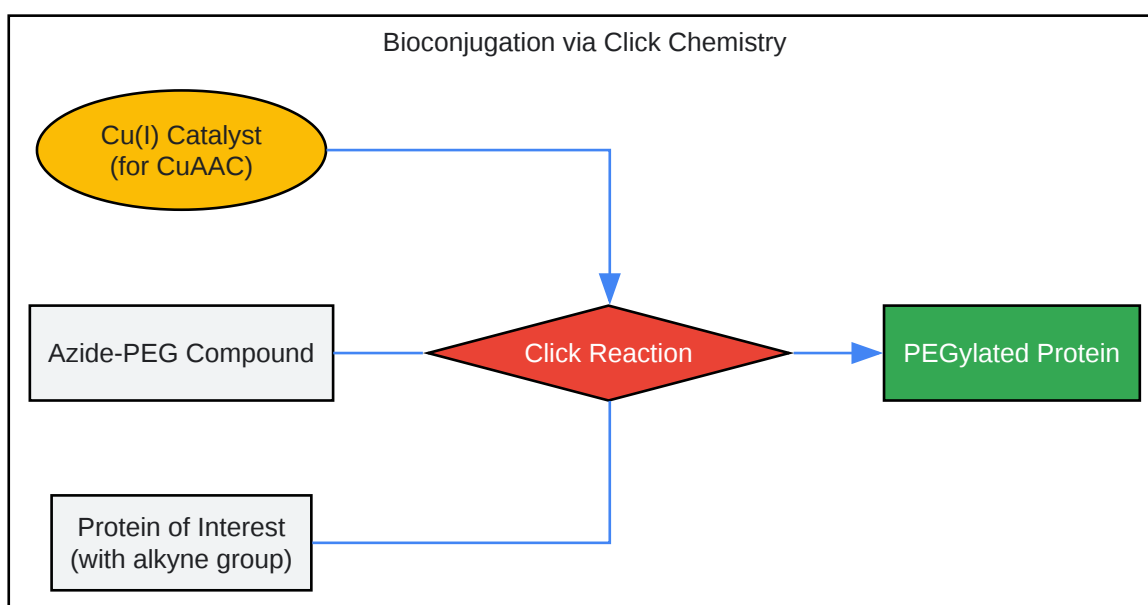 Bioconjugation via Click Chemistry
Cu(I) Catalyst
(for CuAAC)
Azide-PEG Compound
Click Reaction
PEGylated Protein
Protein of Interest
(with alkyne group)